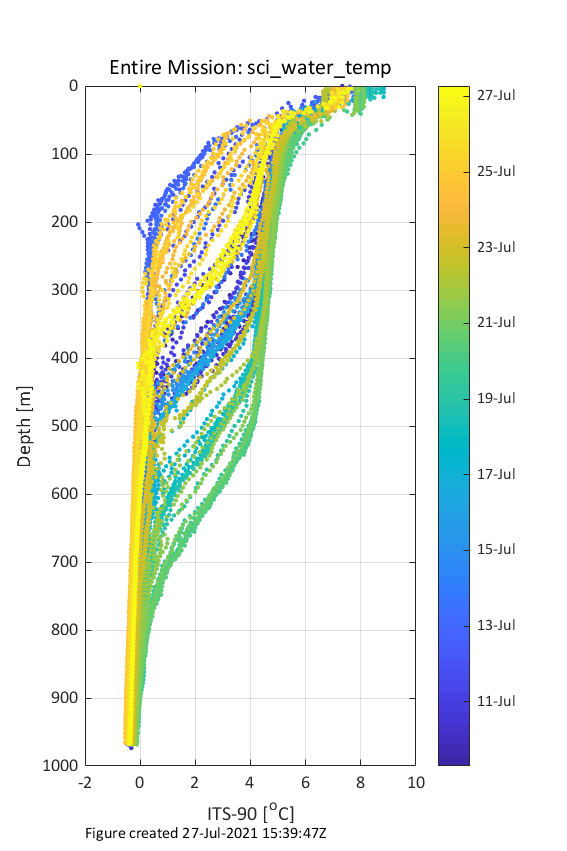 Entire Mission: sci_water_temp
0
100
200
300
400
500
600
700
800
900
1000
Depth [m]
-2 0 2 4 6 8 10
ITS-90 [oC]
Figure created 27-Jul-2021 15:39:47Z
27-Jul
25-Jul
23-Jul
21-Jul
19-Jul
17-Jul
15-Jul
13-Jul
11-Jul